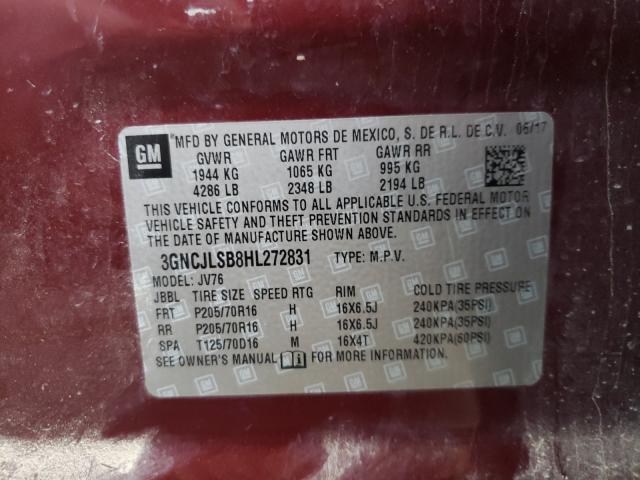 GM
*MFD BY GENERAL MOTORS DE MEXICO, S. DE R.L. DE C.V. 06/17
GVWR GAWR FRT GAWR RR
1944 KG 1065 KG 995 KG
4286 LB 2348 LB 2194 LB
THIS VEHICLE CONFORMS TO ALL APPLICABLE U.S. FEDERAL MOTOR
VEHICLE SAFETY AND THEFT PREVENTION STANDARDS IN EFFECT ON
THE DATE OF MANUFACTURE SHOWN ABOVE.
3GNCJLSB8HL272831 TYPE: M.P.V.
MODEL: JV76
JBBL TIRE SIZE SPEED RTG RIM COLD TIRE PRESSURE
FRT P205/70R16 H 16X6.5J 240KPA(35PSI)
RR P205/70R16 H 16X6.5J 240KPA(35PSI)
SPA T125/70D16 M 16X4T 420KPA(60PSI)
SEE OWNER'S MANUAL FOR MORE INFORMATION.